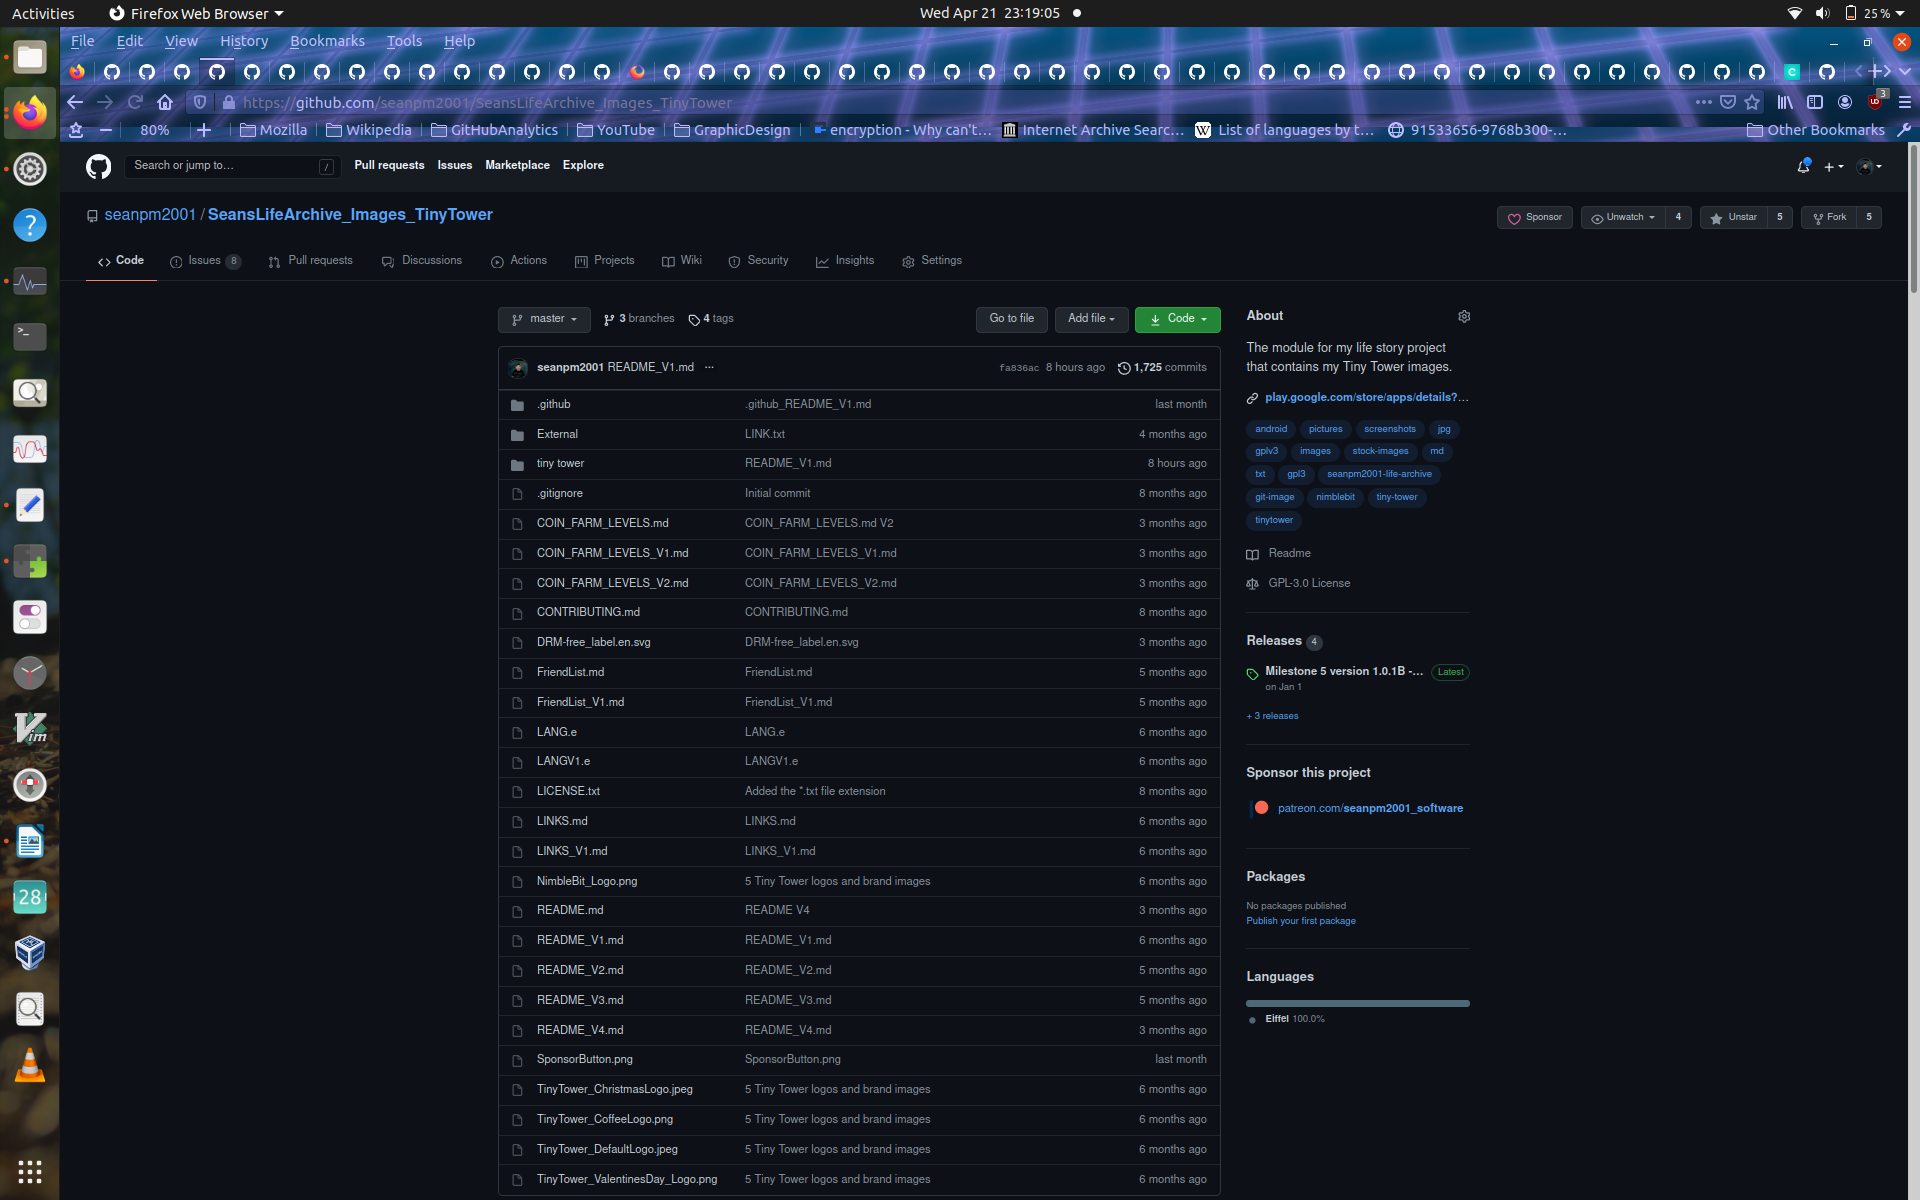 Activities Firefox Web Browser Wed Apr 21 23:19:05 25 %
File Edit View History Bookmarks Tools Help
https://github.com/seanpm2001/SeansLifeArchive_Images_TinyTower 3
80% Mozilla Wikipedia GitHubAnalytics YouTube GraphicDesign encryption - Why can't… Internet Archive Searc… List of languages by t… 91533656-9768b300-… Other Bookmarks
Search or jump to… / Pull requests Issues Marketplace Explore
seanpm2001 / SeansLifeArchive_Images_TinyTower Sponsor Unwatch 4 Unstar 5 Fork 5
Code Issues 8 Pull requests Discussions Actions Projects Wiki Security Insights Settings
master 3 branches 4 tags Go to file Add file Code
seanpm2001 README_V1.md ··· fa836ac 8 hours ago 1,725 commits
.github .github_README_V1.md last month
External LINK.txt 4 months ago
tiny tower README_V1.md 8 hours ago
.gitignore Initial commit 8 months ago
COIN_FARM_LEVELS.md COIN_FARM_LEVELS.md V2 3 months ago
COIN_FARM_LEVELS_V1.md COIN_FARM_LEVELS_V1.md 3 months ago
COIN_FARM_LEVELS_V2.md COIN_FARM_LEVELS_V2.md 3 months ago
CONTRIBUTING.md CONTRIBUTING.md 8 months ago
DRM-free_label.en.svg DRM-free_label.en.svg 3 months ago
FriendList.md FriendList.md 5 months ago
FriendList_V1.md FriendList_V1.md 5 months ago
LANG.e LANG.e 6 months ago
LANGV1.e LANGV1.e 6 months ago
LICENSE.txt Added the *.txt file extension 8 months ago
LINKS.md LINKS.md 6 months ago
LINKS_V1.md LINKS_V1.md 6 months ago
NimbleBit_Logo.png 5 Tiny Tower logos and brand images 6 months ago
README.md README V4 3 months ago
README_V1.md README_V1.md 6 months ago
README_V2.md README_V2.md 5 months ago
README_V3.md README_V3.md 5 months ago
README_V4.md README_V4.md 3 months ago
SponsorButton.png SponsorButton.png last month
TinyTower_ChristmasLogo.jpeg 5 Tiny Tower logos and brand images 6 months ago
TinyTower_CoffeeLogo.png 5 Tiny Tower logos and brand images 6 months ago
TinyTower_DefaultLogo.jpeg 5 Tiny Tower logos and brand images 6 months ago
TinyTower_ValentinesDay_Logo.png 5 Tiny Tower logos and brand images 6 months ago
About
The module for my life story project
that contains my Tiny Tower images.
play.google.com/store/apps/details?…
android pictures screenshots jpg
gplv3 images stock-images md
txt gpl3 seanpm2001-life-archive
git-image nimblebit tiny-tower
tinytower
Readme
GPL-3.0 License
Releases 4
Milestone 5 version 1.0.1B -… Latest
on Jan 1
+ 3 releases
Sponsor this project
patreon.com/seanpm2001_software
Packages
No packages published
Publish your first package
Languages
Eiffel 100.0%
Vim
28